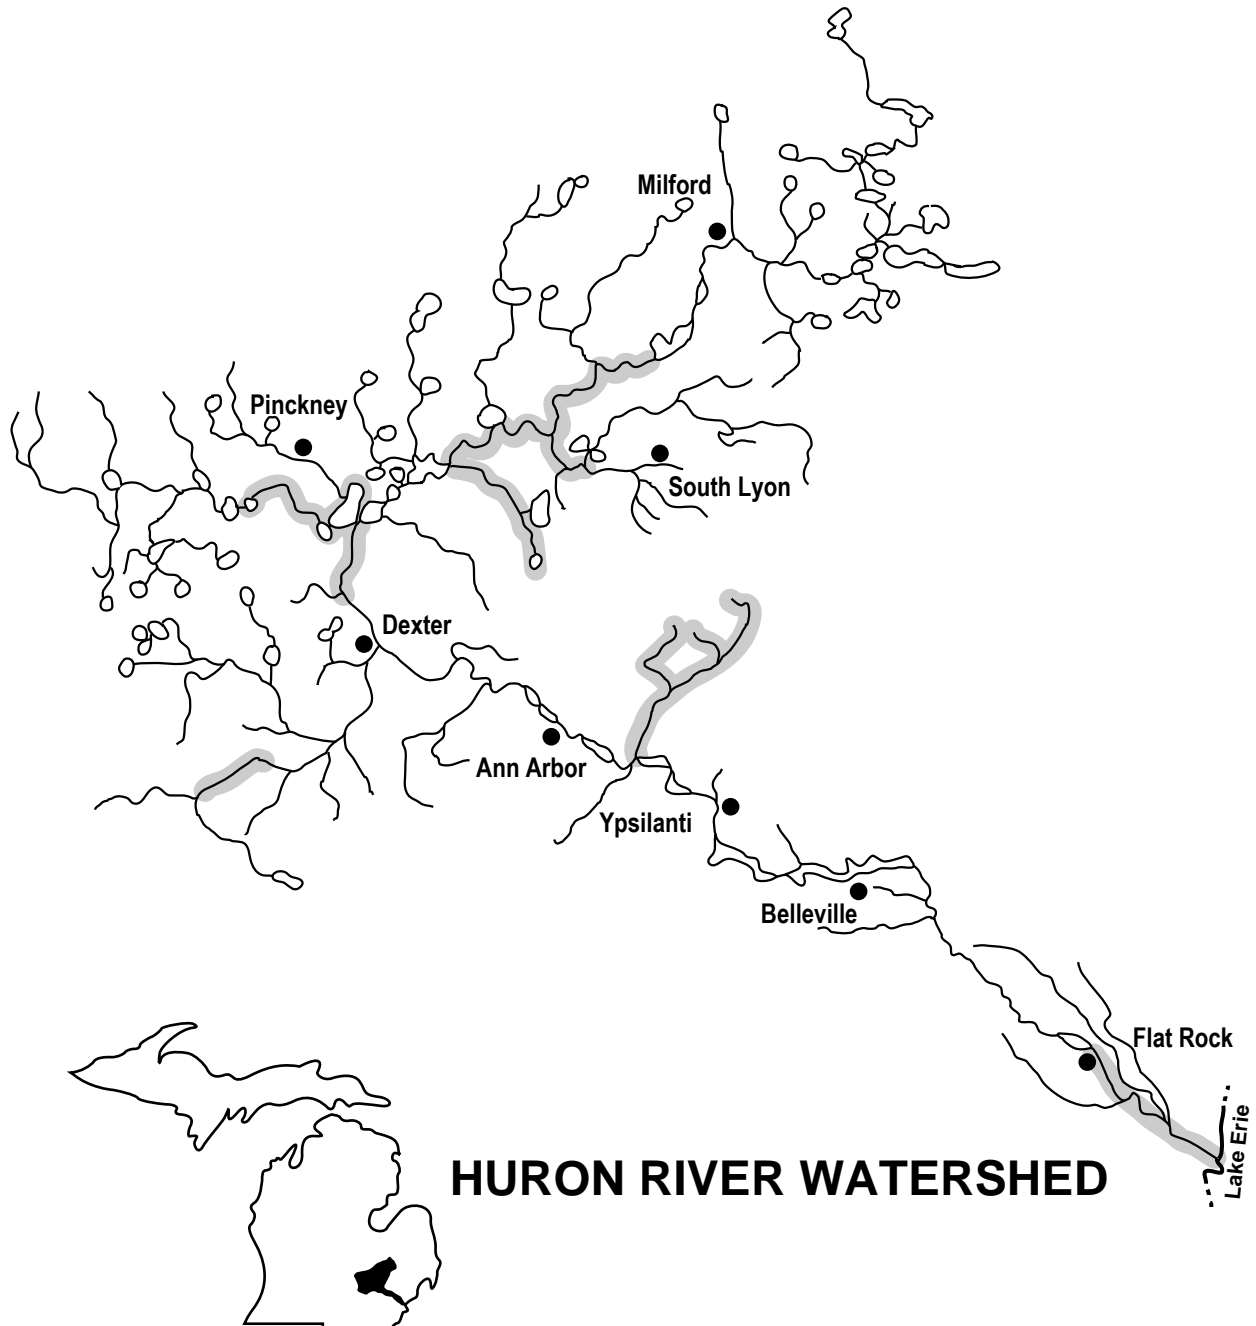 Milford
Pinckney
South Lyon
Dexter
Ann Arbor
Ypsilanti
Belleville
Flat Rock
Lake Erie
HURON RIVER WATERSHED